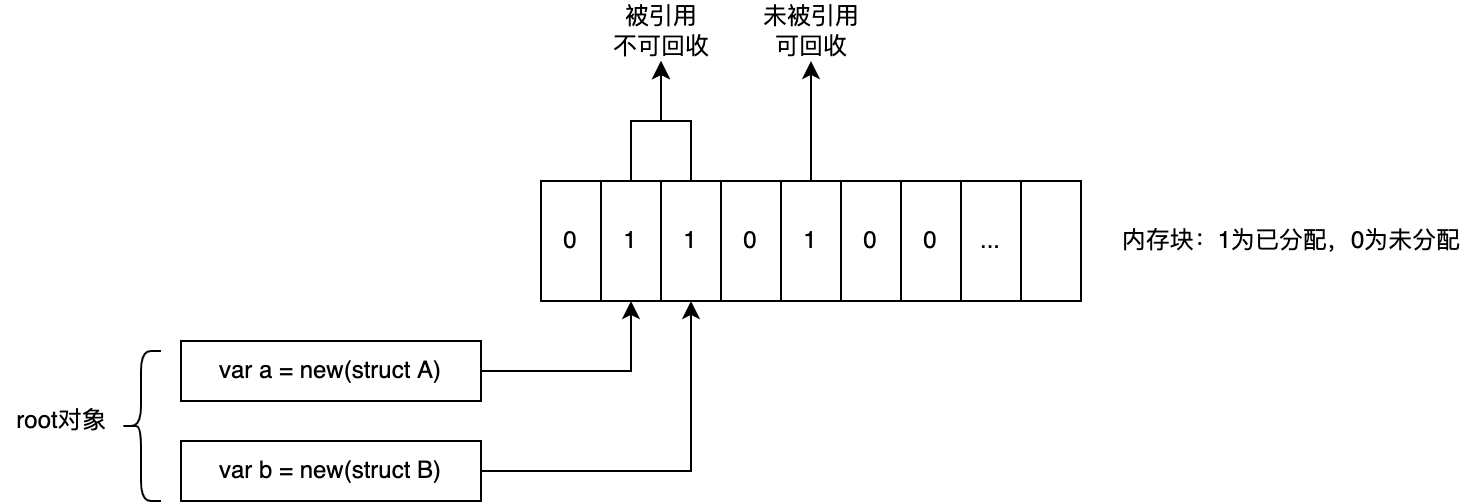 被引用
不可回收
未被引用
可回收
0 1 1 0 1 0 0 ...
内存块：1为已分配，0为未分配
var a = new(struct A)
root对象
var b = new(struct B)